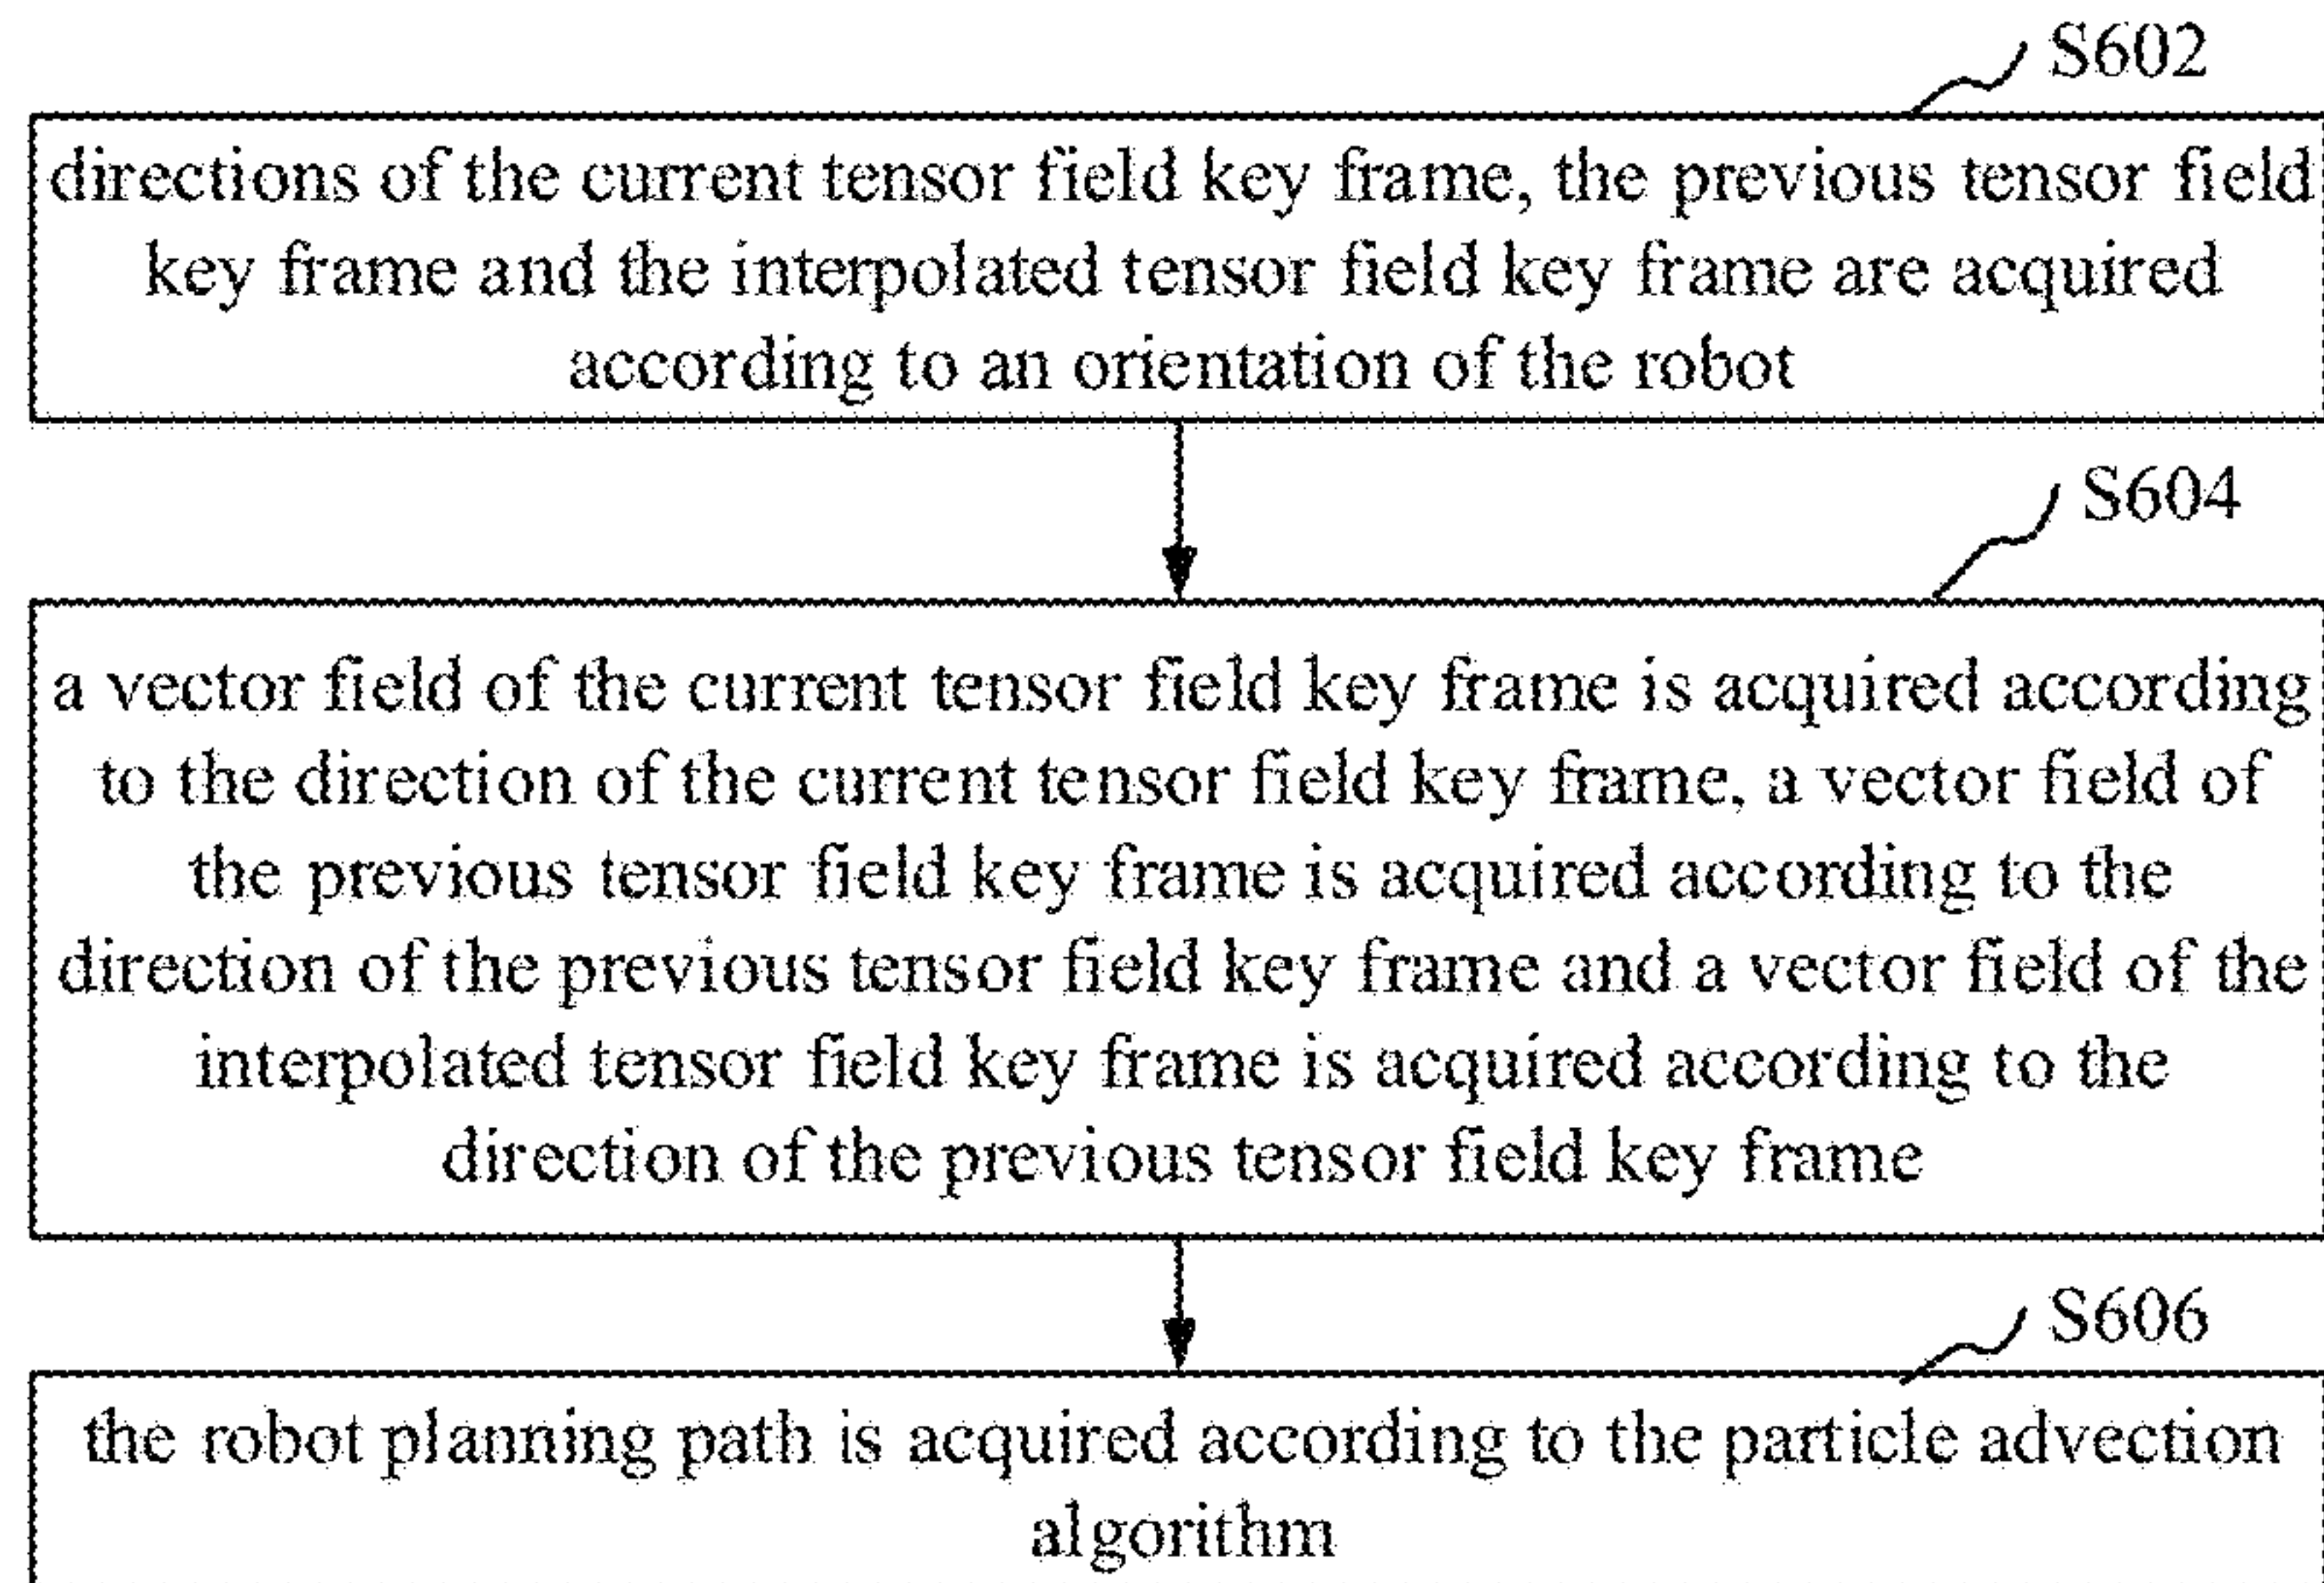 S602
directions of the current tensor field key frame, the previous tensor field
key frame and the interpolated tensor field key frame are acquired
according to an orientation of the robot
S604
a vector field of the current tensor field key frame is acquired according
to the direction of the current tensor field key frame, a vector field of
the previous tensor field key frame is acquired according to the
direction of the previous tensor field key frame and a vector field of the
interpolated tensor field key frame is acquired according to the
direction of the previous tensor field key frame
S606
the robot planning path is acquired according to the particle advection
algorithm